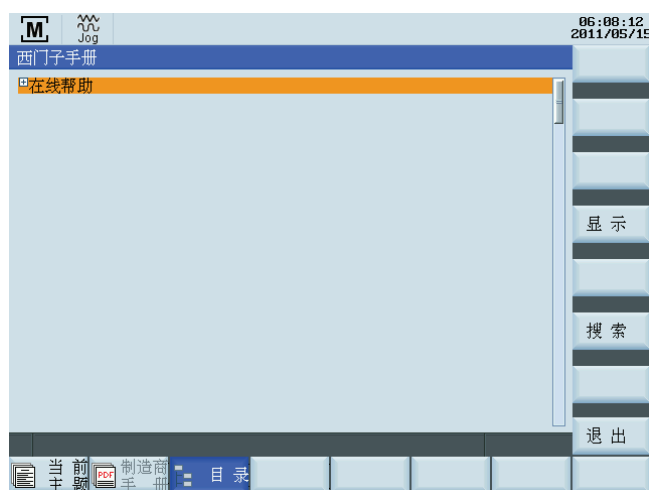 M
Jog
06:08:12
2011/05/15
西门子手册
在线帮助
显 示
搜 索
退 出
当 前
主 题
PDF
制造商
手 册
目 录